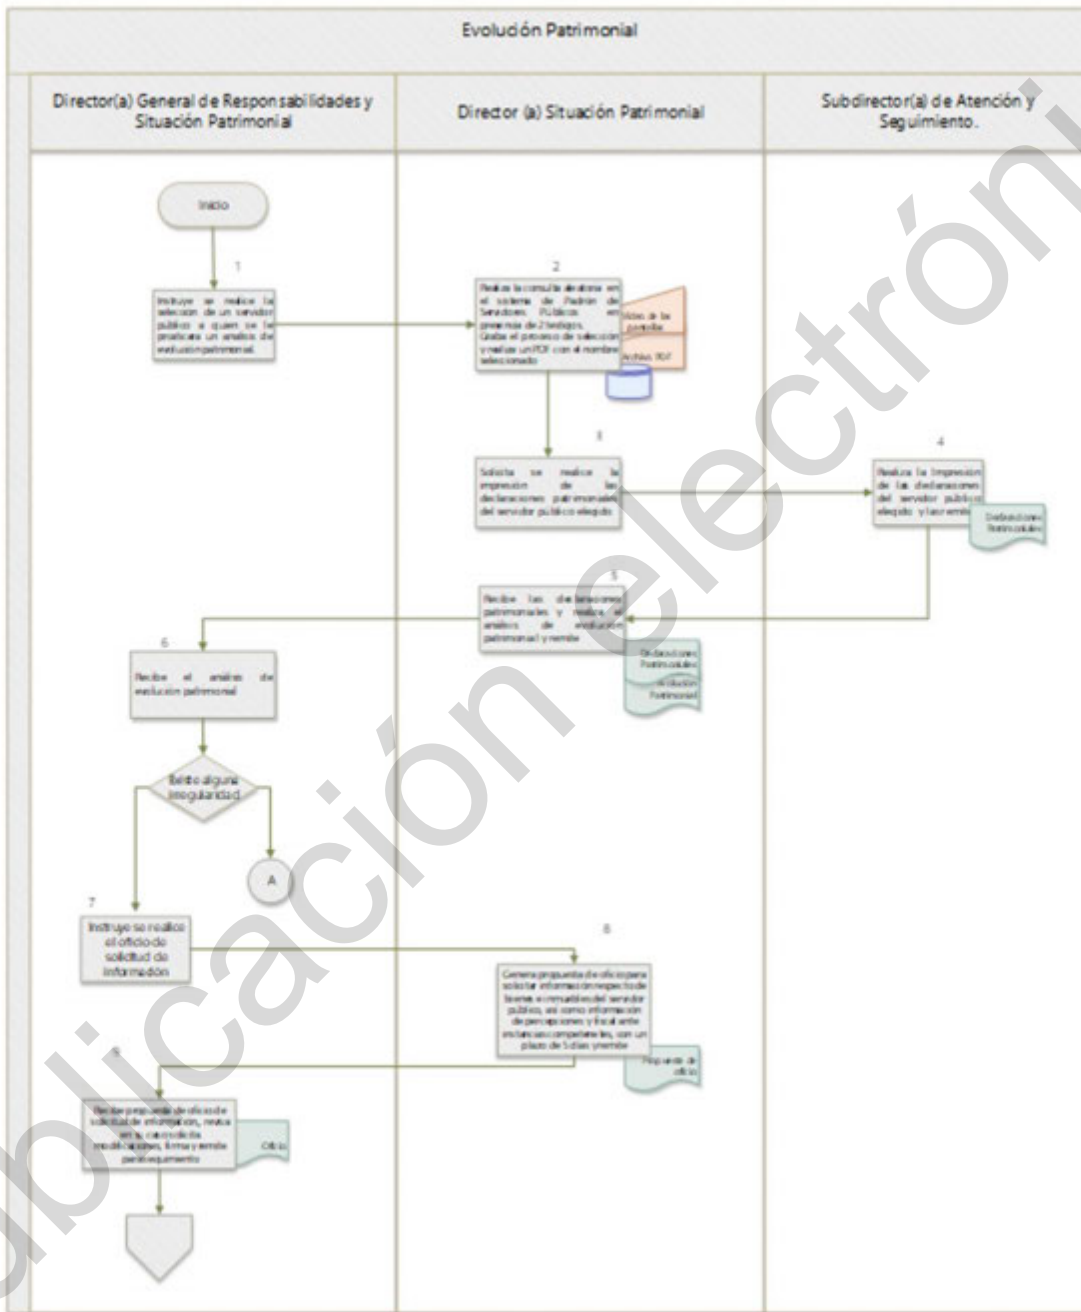 Evolución Patrimonial
Director(a) General de Responsabilidades y
Situación Patrimonial
Director (a) Situación Patrimonial
Subdirector(a) de Atención y
Seguimiento.
Inicio
1
Instruye se realice la
selección de un servidor
público a quien se le
practicara un analisis de
evolución patrimonial.
2
Realiza la consulta aleatoria en
el sistema de Padrón de
Servidores Públicos en
presencia de 2 testigos.
Graba el proceso de selección
y realiza un PDF con el nombre
seleccionado
Video de las
pantallas
Archivo PDF
3
Solicita se realice la
impresión de las
declaraciones patrimoniales
del servidor público elegido
4
Realiza la Impresión
de las declaraciones
del servidor público
elegido y las remite
Declaraciones
Patrimoniales
5
Recibe las declaraciones
patrimoniales y realiza el
análisis de evolución
patrimonial y remite
Declaraciones
Patrimoniales
Evolución
Patrimonial
6
Recibe el análisis de
evolución patrimonial
Existe alguna
irregularidad
A
7
Instruye se realice
el oficio de
solicitud de
información
8
Genera propuesta de oficio para
solicitar información respecto de
bienes e inmuebles del servidor
público, así como información
de percepciones y fiscal ante
instancias competentes, con un
plazo de 5 días y remite
Propuesta de
oficio
9
Recibe propuesta de oficio de
solicitud de información, revisa
en su caso solicita
modificaciones, firma y remite
para seguimiento
Oficio
publicación electróni